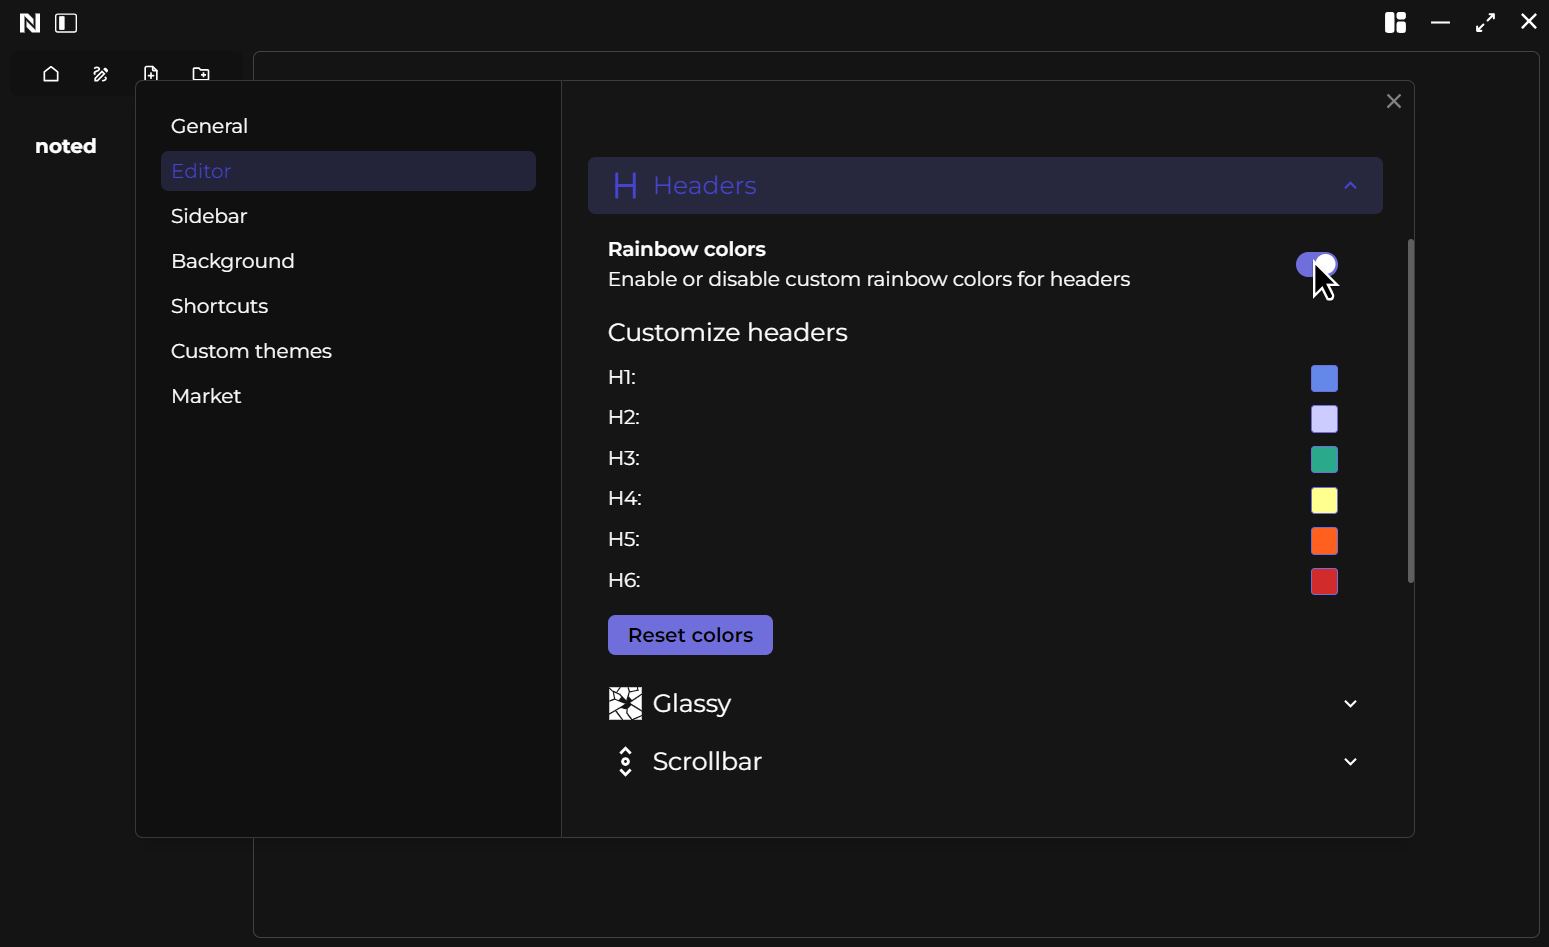 N
noted
General
Editor
Sidebar
Background
Shortcuts
Custom themes
Market
Headers
Rainbow colors
Enable or disable custom rainbow colors for headers
Customize headers
H1:
H2:
H3:
H4:
H5:
H6:
Reset colors
Glassy
Scrollbar